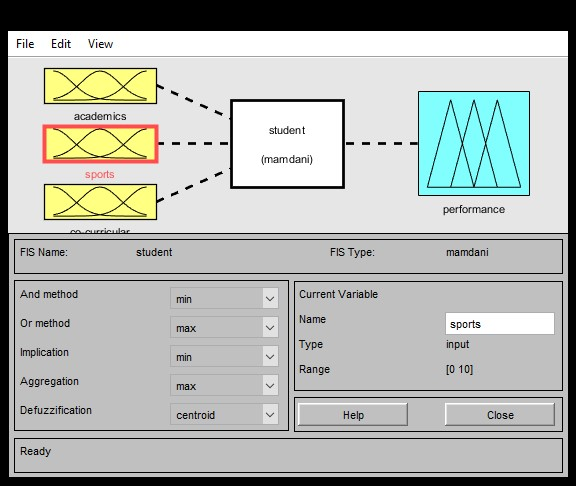 File Edit View
academics
student
(mamdani)
sports
co-curricular
performance
FIS Name: student FIS Type: mamdani
And method min
Or method max
Implication min
Aggregation max
Defuzzification centroid
Current Variable
Name sports
Type input
Range [0 10]
Help Close
Ready